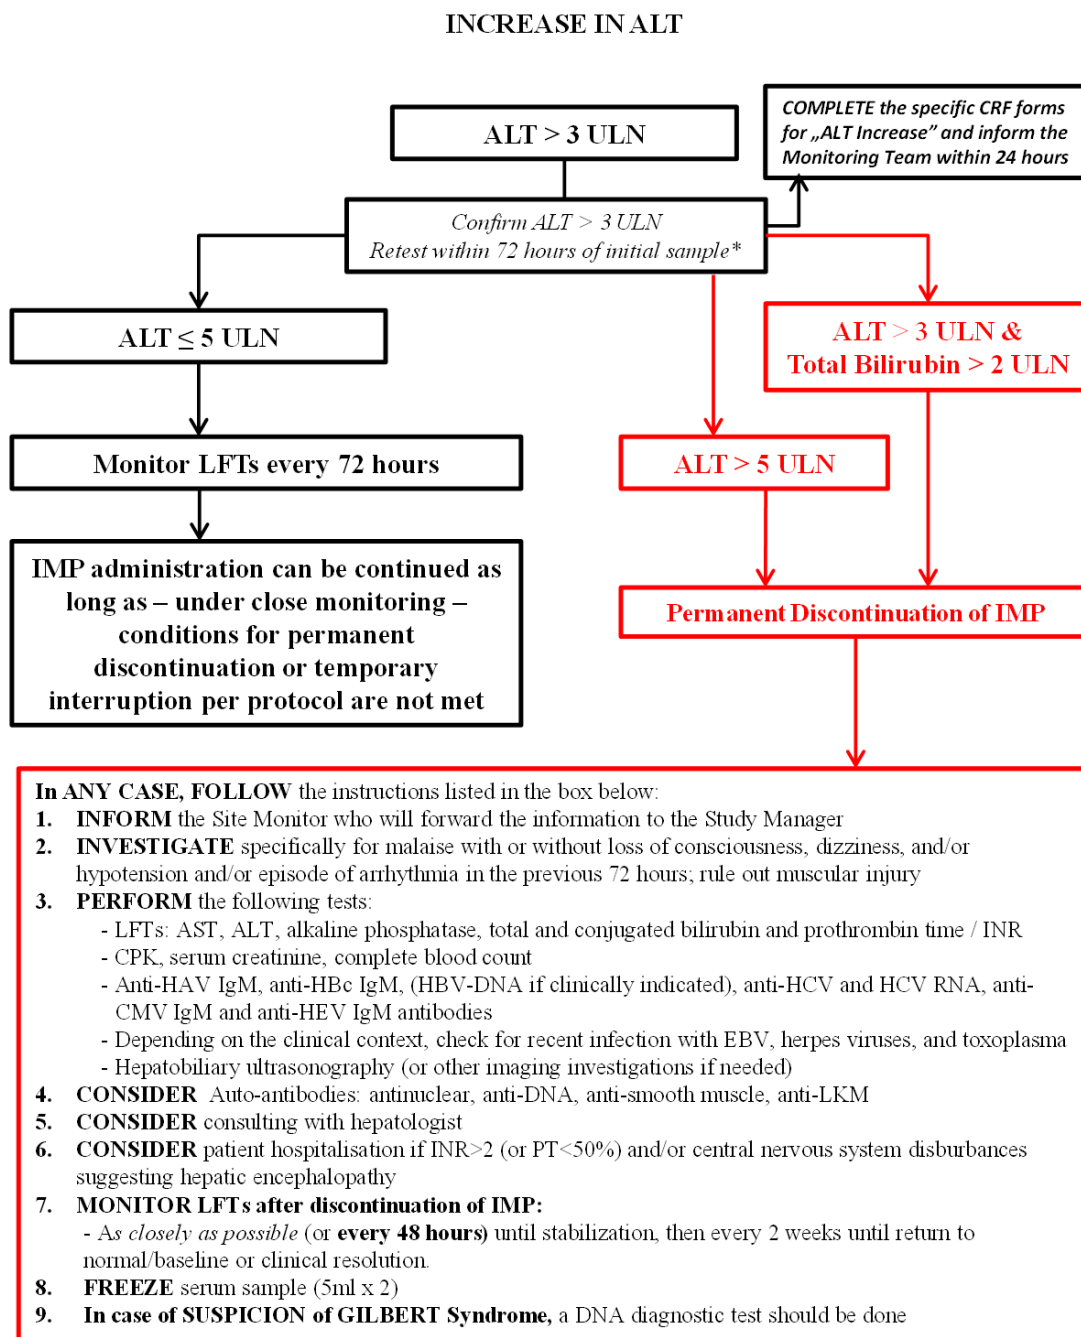 INCREASE IN ALT
COMPLETE the specific CRF forms
for „ALT Increase” and inform the
Monitoring Team within 24 hours
ALT > 3 ULN
Confirm ALT > 3 ULN
Retest within 72 hours of initial sample*
ALT ≤ 5 ULN
ALT > 3 ULN &
Total Bilirubin > 2 ULN
Monitor LFTs every 72 hours
ALT > 5 ULN
IMP administration can be continued as
long as – under close monitoring –
conditions for permanent
discontinuation or temporary
interruption per protocol are not met
Permanent Discontinuation of IMP
In ANY CASE, FOLLOW the instructions listed in the box below:
1. INFORM the Site Monitor who will forward the information to the Study Manager
2. INVESTIGATE specifically for malaise with or without loss of consciousness, dizziness, and/or
hypotension and/or episode of arrhythmia in the previous 72 hours; rule out muscular injury
3. PERFORM the following tests:
- LFTs: AST, ALT, alkaline phosphatase, total and conjugated bilirubin and prothrombin time / INR
- CPK, serum creatinine, complete blood count
- Anti-HAV IgM, anti-HBc IgM, (HBV-DNA if clinically indicated), anti-HCV and HCV RNA, anti-
CMV IgM and anti-HEV IgM antibodies
- Depending on the clinical context, check for recent infection with EBV, herpes viruses, and toxoplasma
- Hepatobiliary ultrasonography (or other imaging investigations if needed)
4. CONSIDER Auto-antibodies: antinuclear, anti-DNA, anti-smooth muscle, anti-LKM
5. CONSIDER consulting with hepatologist
6. CONSIDER patient hospitalisation if INR>2 (or PT<50%) and/or central nervous system disburbances
suggesting hepatic encephalopathy
7. MONITOR LFTs after discontinuation of IMP:
- As closely as possible (or every 48 hours) until stabilization, then every 2 weeks until return to
normal/baseline or clinical resolution.
8. FREEZE serum sample (5ml x 2)
9. In case of SUSPICION of GILBERT Syndrome, a DNA diagnostic test should be done